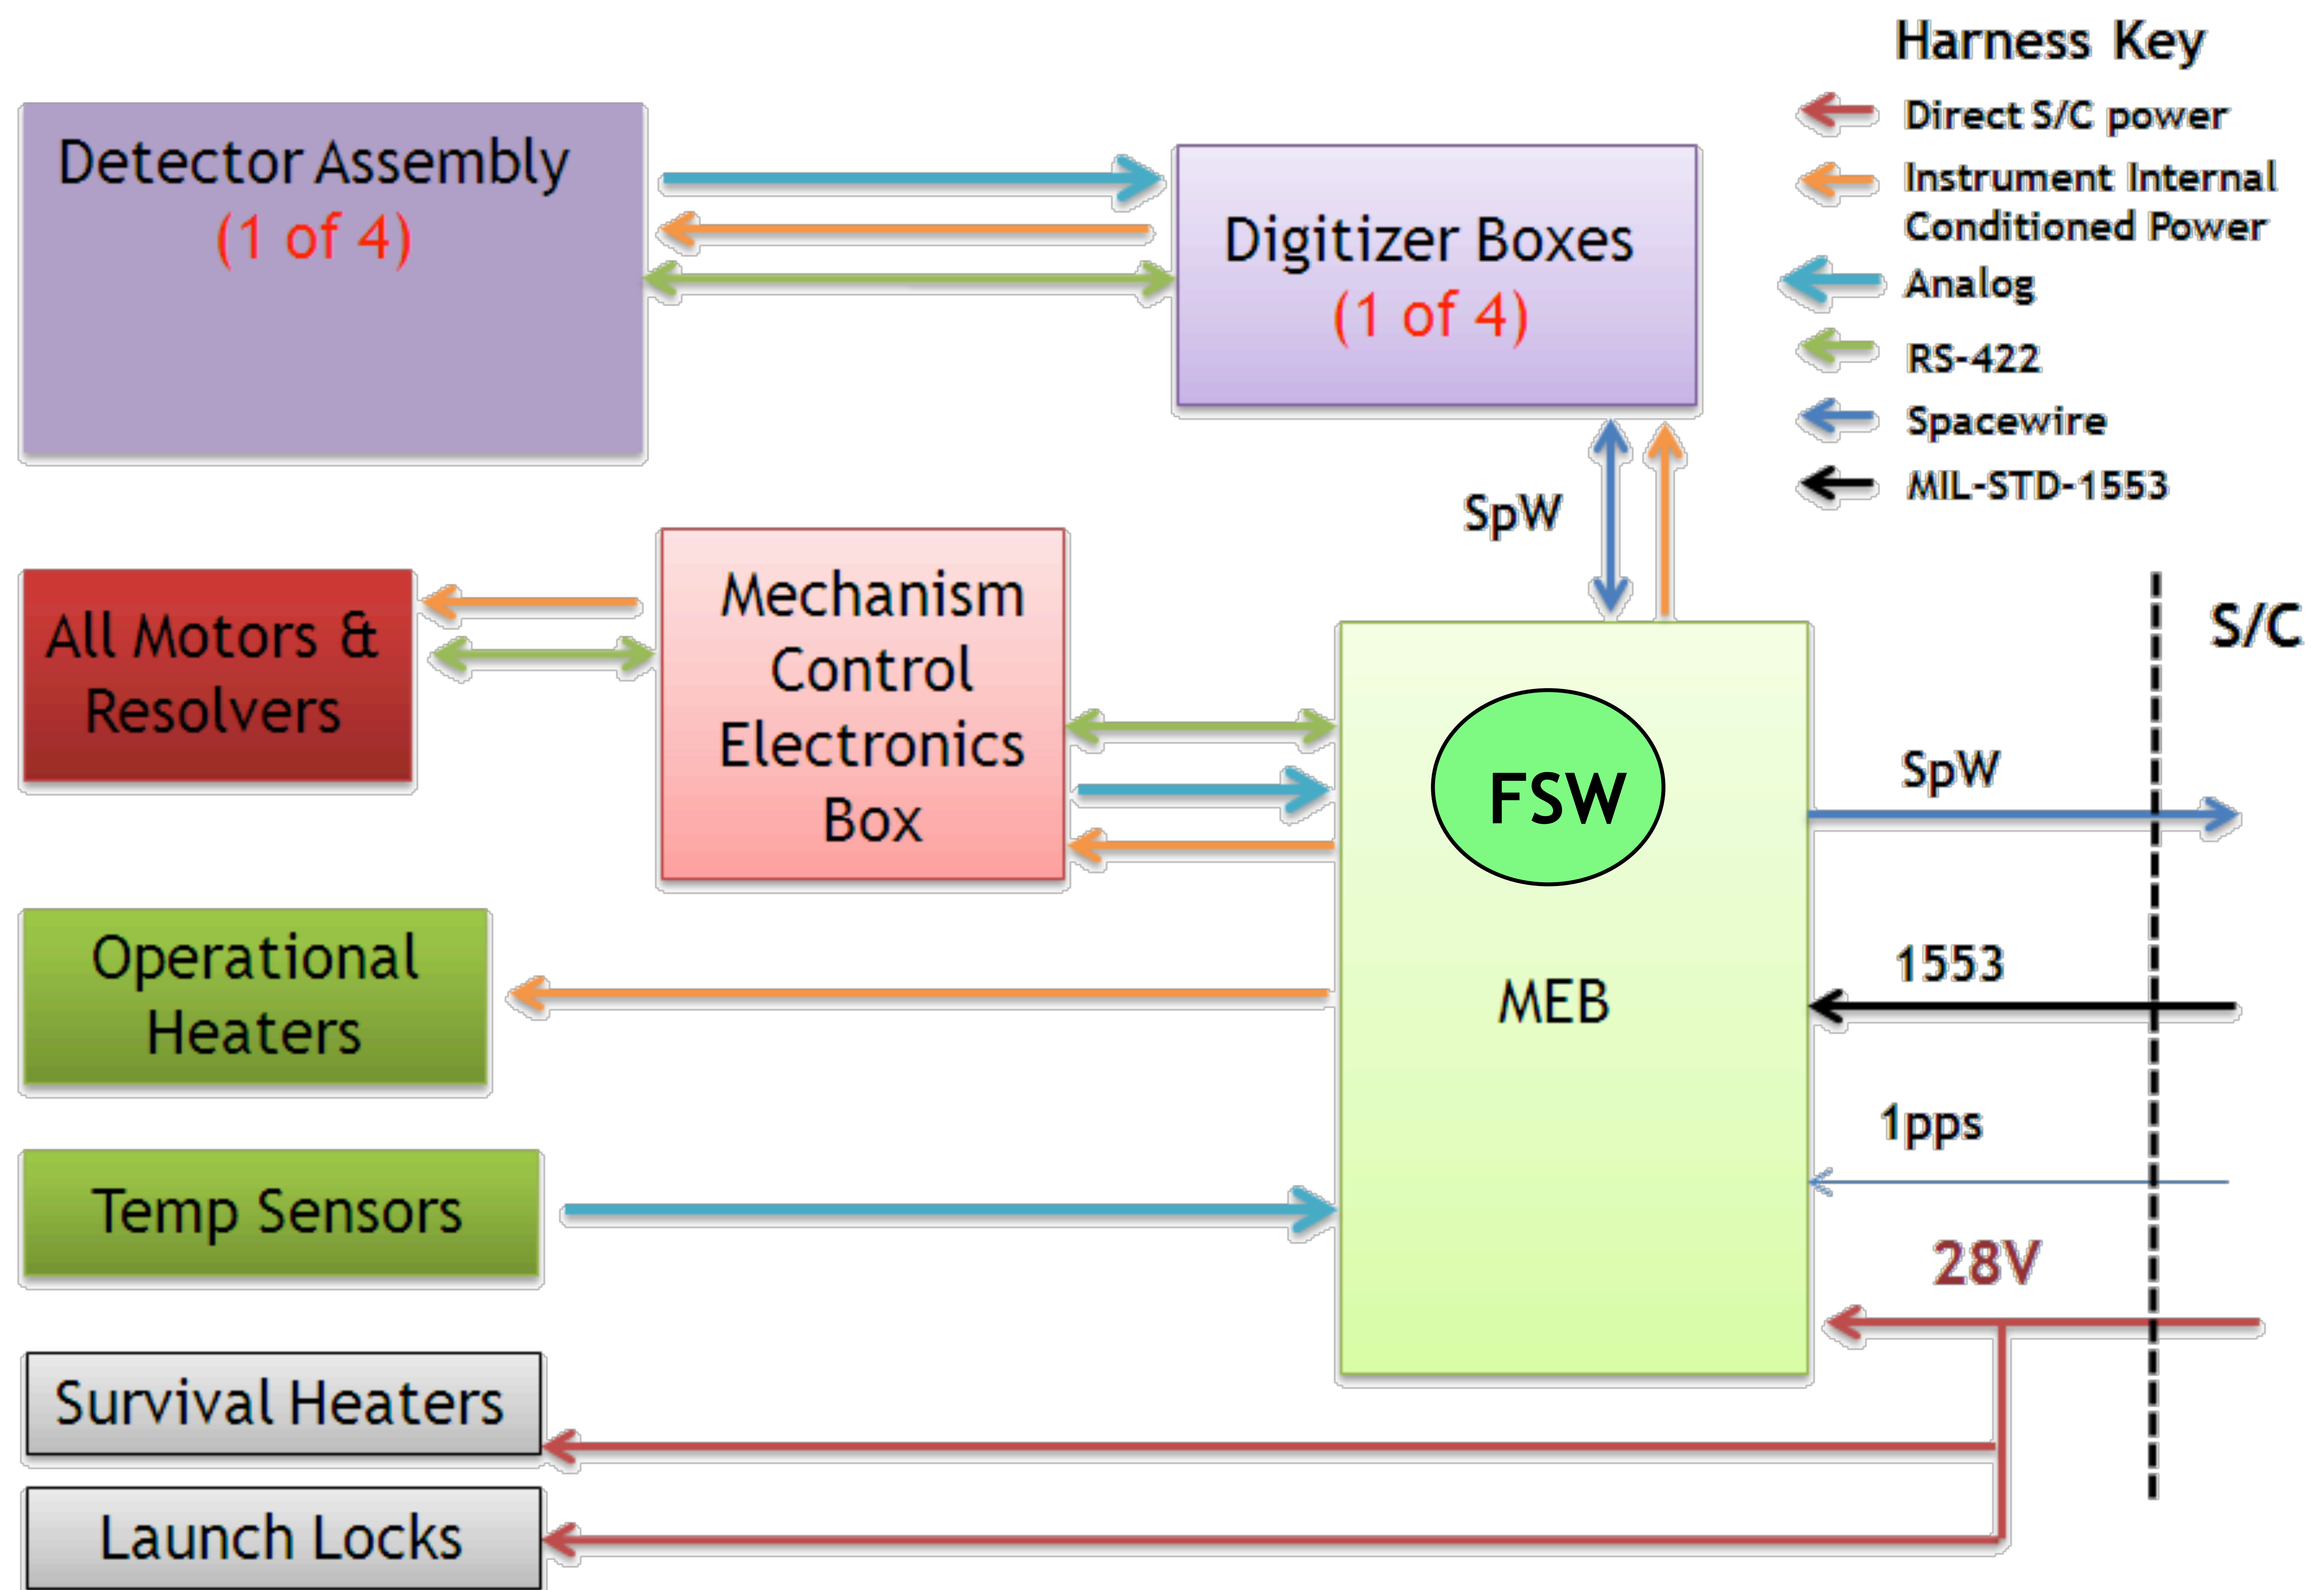 Harness Key
Direct S/C power
Instrument Internal
Conditioned Power
Analog
RS-422
Spacewire
MIL-STD-1553
Detector Assembly
(1 of 4)
Digitizer Boxes
(1 of 4)
SpW
All Motors &
Resolvers
Mechanism
Control
Electronics
Box
FSW
MEB
S/C
SpW
1553
1pps
28V
Operational
Heaters
Temp Sensors
Survival Heaters
Launch Locks